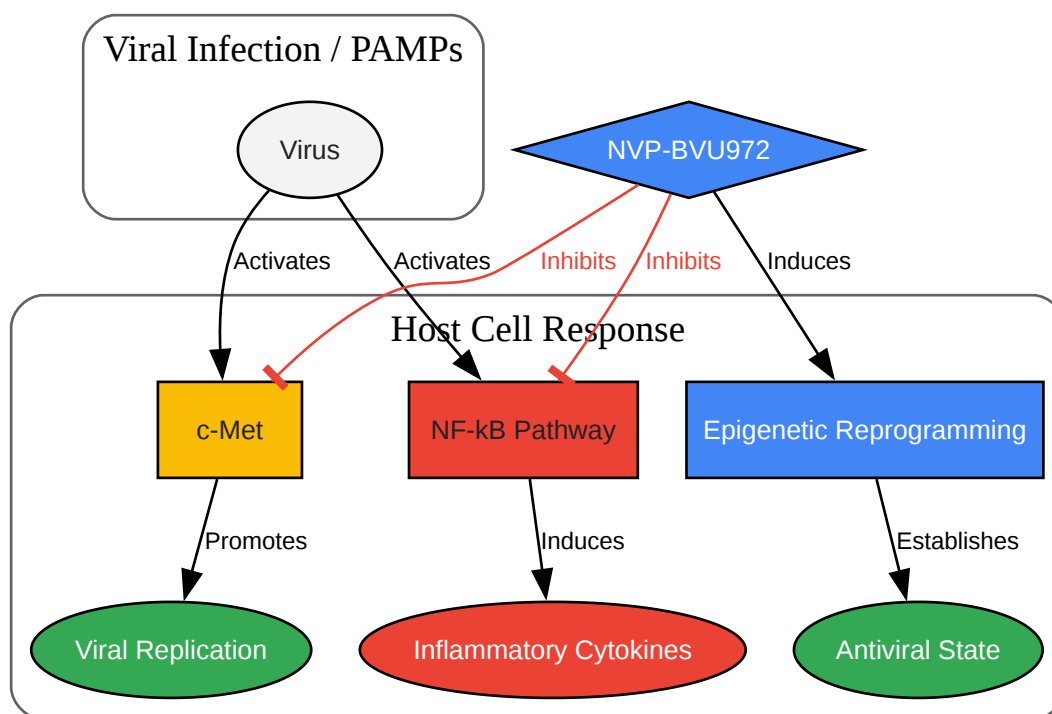 Viral Infection / PAMPs
Virus
NVP-BVU972
Activates
Activates
Inhibits
Inhibits
Induces
Host Cell Response
c-Met
NF-kB Pathway
Epigenetic Reprogramming
Promotes
Induces
Establishes
Viral Replication
Inflammatory Cytokines
Antiviral State